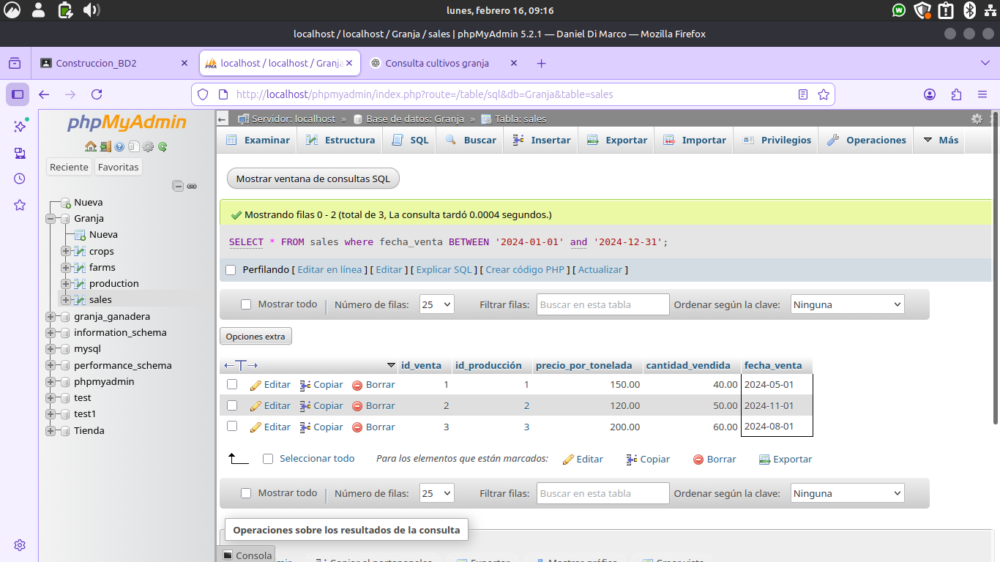 lunes, febrero 16, 09:16
localhost / localhost / Granja / sales | phpMyAdmin 5.2.1 — Daniel Di Marco — Mozilla Firefox
Construccion_BD2
localhost / localhost / Granja
Consulta cultivos granja
http://localhost/phpmyadmin/index.php?route=/table/sql&db=Granja&table=sales
phpMyAdmin
Reciente
Favoritas
Nueva
Granja
Nueva
crops
farms
production
sales
granja_ganadera
information_schema
mysql
performance_schema
phpmyadmin
test
test1
Tienda
Servidor: localhost » Base de datos: Granja » Tabla: sales
Examinar Estructura SQL Buscar Insertar Exportar Importar Privilegios Operaciones Más
Mostrar ventana de consultas SQL
Mostrando filas 0 - 2 (total de 3, La consulta tardó 0.0004 segundos.)
SELECT * FROM sales where fecha_venta BETWEEN '2024-01-01' and '2024-12-31';
Perfilando [ Editar en línea ] [ Editar ] [ Explicar SQL ] [ Crear código PHP ] [ Actualizar ]
Mostrar todo Número de filas: 25 Filtrar filas: Buscar en esta tabla Ordenar según la clave: Ninguna
Opciones extra
←T→ id_venta id_producción precio_por_tonelada cantidad_vendida fecha_venta
Editar Copiar Borrar 1 1 150.00 40.00 2024-05-01
Editar Copiar Borrar 2 2 120.00 50.00 2024-11-01
Editar Copiar Borrar 3 3 200.00 60.00 2024-08-01
Seleccionar todo Para los elementos que están marcados: Editar Copiar Borrar Exportar
Mostrar todo Número de filas: 25 Filtrar filas: Buscar en esta tabla Ordenar según la clave: Ninguna
Operaciones sobre los resultados de la consulta
Consola
Copiar al portapapeles Exportar Mostrar gráfico Crear vista